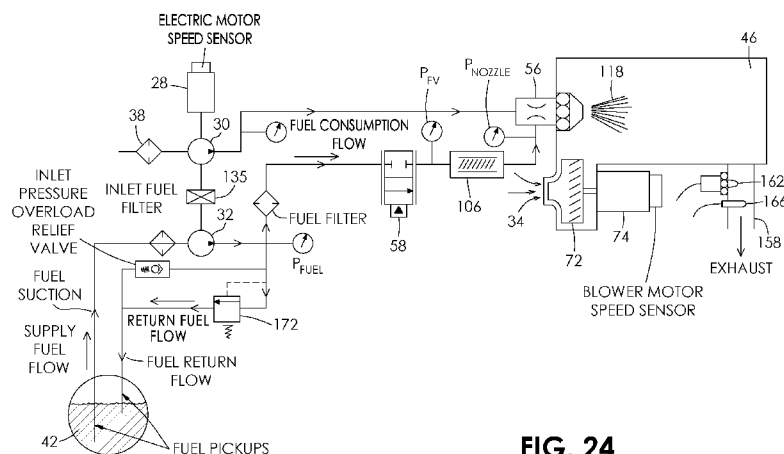 ELECTRIC MOTOR
SPEED SENSOR
28
38
30
P_FV
P_NOZZLE
56
118
46
FUEL CONSUMPTION
FLOW
INLET
PRESSURE
OVERLOAD
RELIEF
VALVE
INLET FUEL
FILTER
135
32
FUEL FILTER
58
106
34
72
74
162
166
158
EXHAUST
P_FUEL
BLOWER MOTOR
SPEED SENSOR
FUEL
SUCTION
SUPPLY
FUEL
FLOW
RETURN FUEL
FLOW
172
FUEL RETURN
FLOW
42
FUEL PICKUPS
FIG. 24